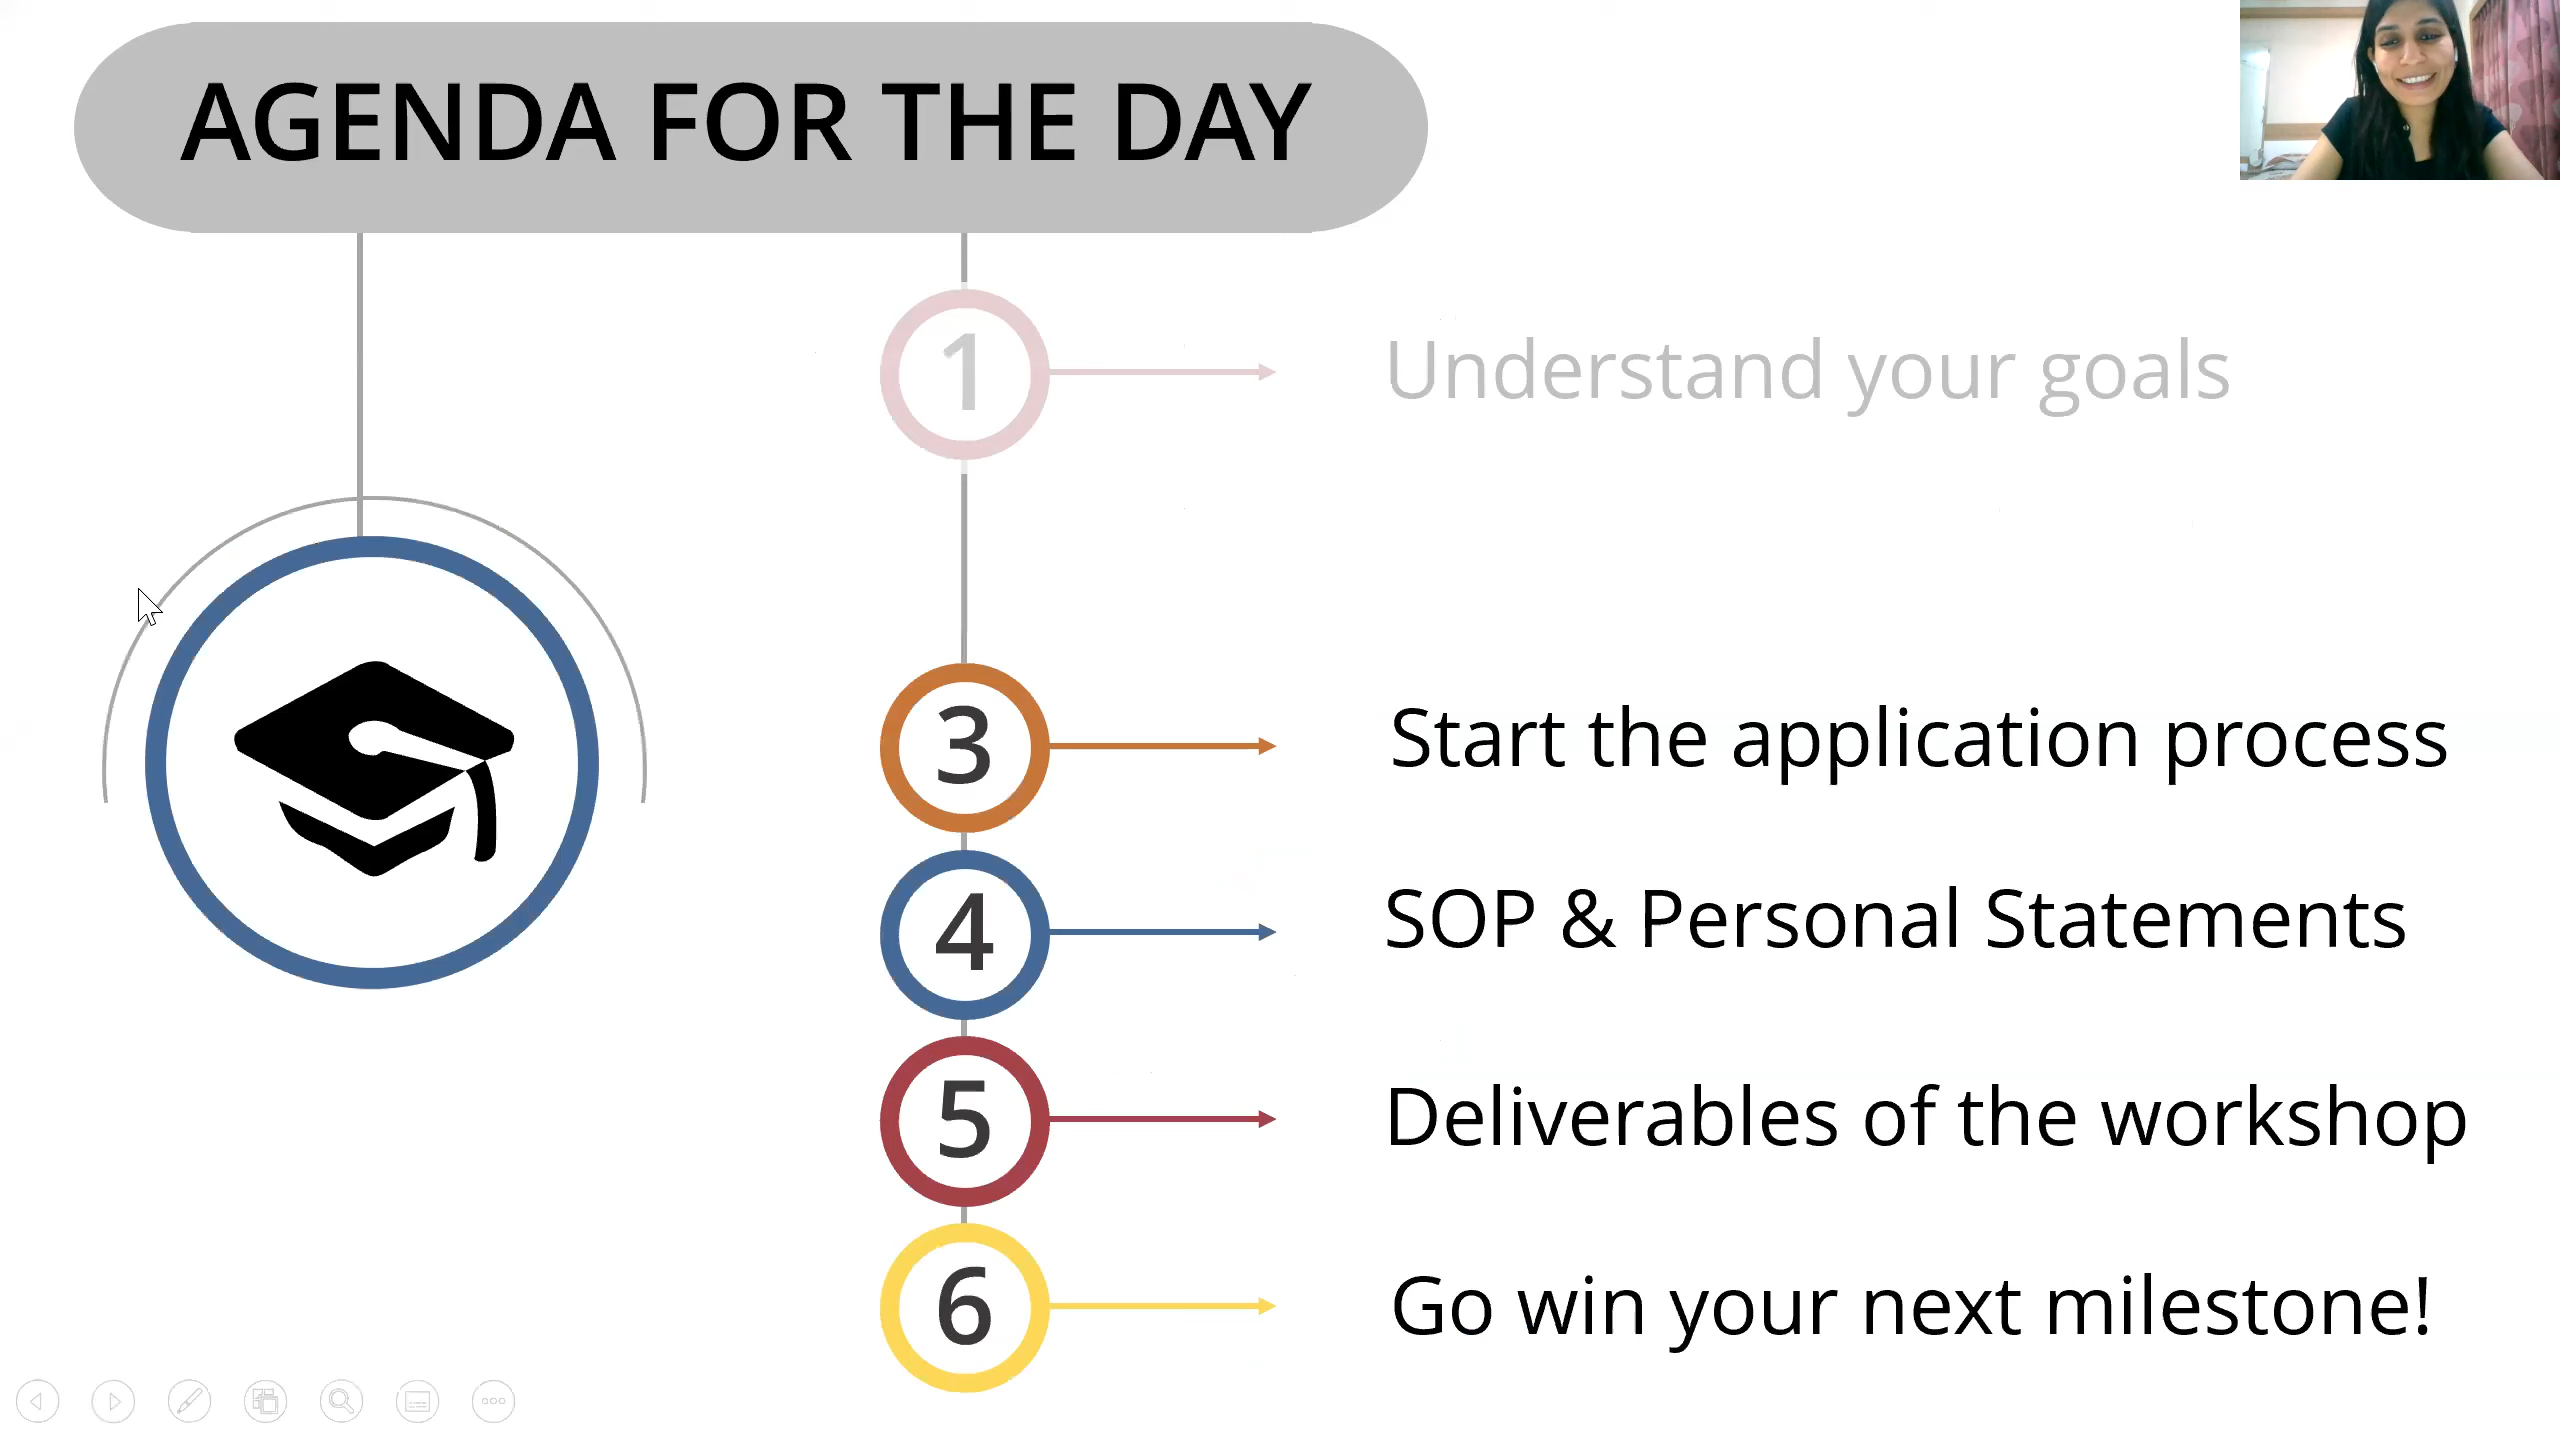 AGENDA FOR THE DAY
1 Understand your goals
3 Start the application process
4 SOP & Personal Statements
5 Deliverables of the workshop
6 Go win your next milestone!